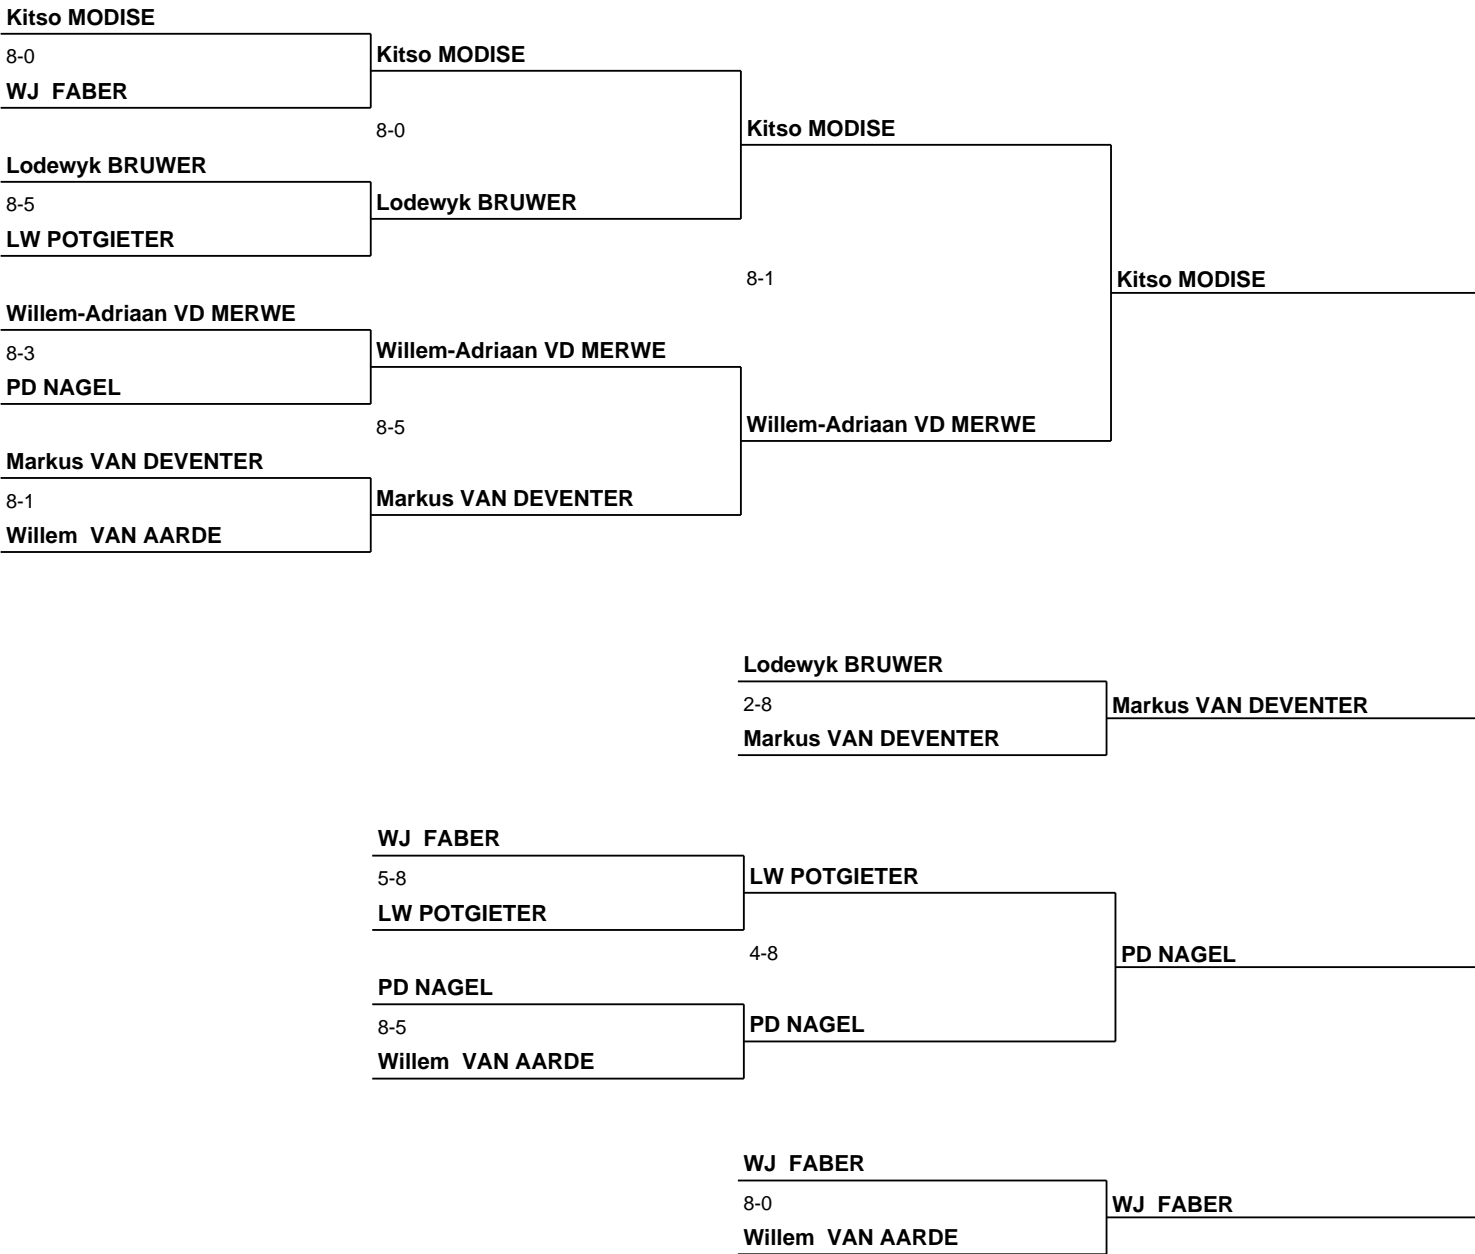 Kitso MODISE
8-0
Kitso MODISE
WJ  FABER
8-0
Kitso MODISE
Lodewyk BRUWER
8-5
Lodewyk BRUWER
LW POTGIETER
8-1
Kitso MODISE
Willem-Adriaan VD MERWE
8-3
Willem-Adriaan VD MERWE
PD NAGEL
8-5
Willem-Adriaan VD MERWE
Markus VAN DEVENTER
8-1
Markus VAN DEVENTER
Willem  VAN AARDE
Lodewyk BRUWER
2-8
Markus VAN DEVENTER
Markus VAN DEVENTER
WJ  FABER
5-8
LW POTGIETER
LW POTGIETER
4-8
PD NAGEL
PD NAGEL
8-5
PD NAGEL
Willem  VAN AARDE
WJ  FABER
8-0
WJ  FABER
Willem  VAN AARDE